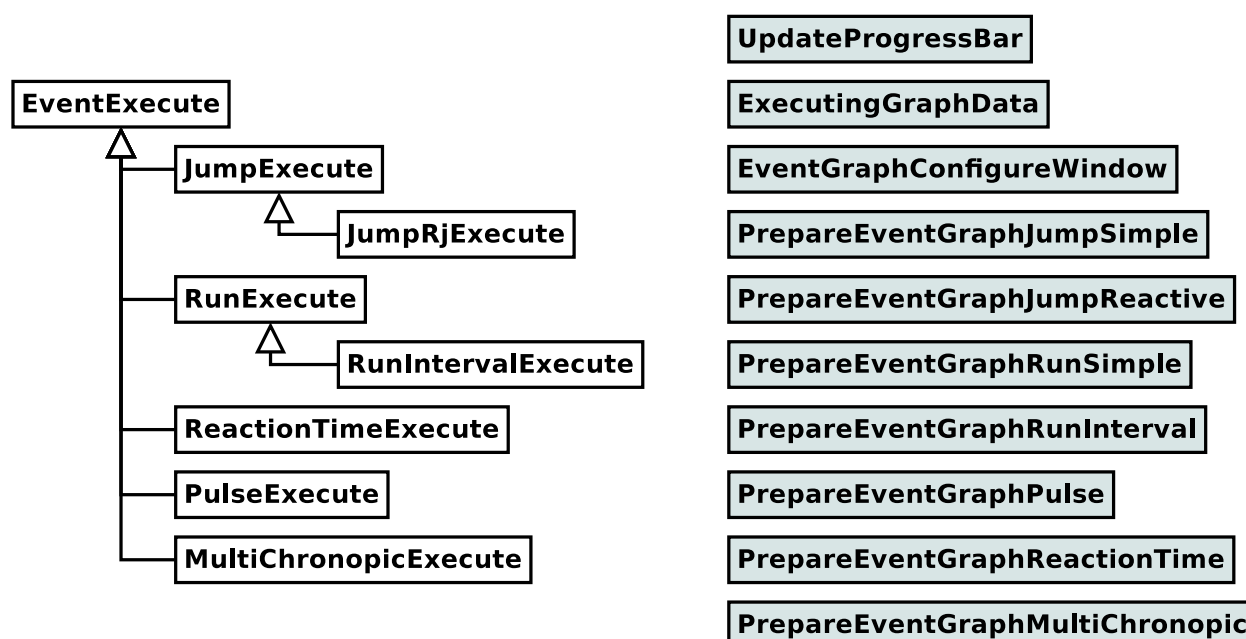 EventExecute
JumpExecute
JumpRjExecute
RunExecute
RunIntervalExecute
ReactionTimeExecute
PulseExecute
MultiChronopicExecute
UpdateProgressBar
ExecutingGraphData
EventGraphConfigureWindow
PrepareEventGraphJumpSimple
PrepareEventGraphJumpReactive
PrepareEventGraphRunSimple
PrepareEventGraphRunInterval
PrepareEventGraphPulse
PrepareEventGraphReactionTime
PrepareEventGraphMultiChronopic